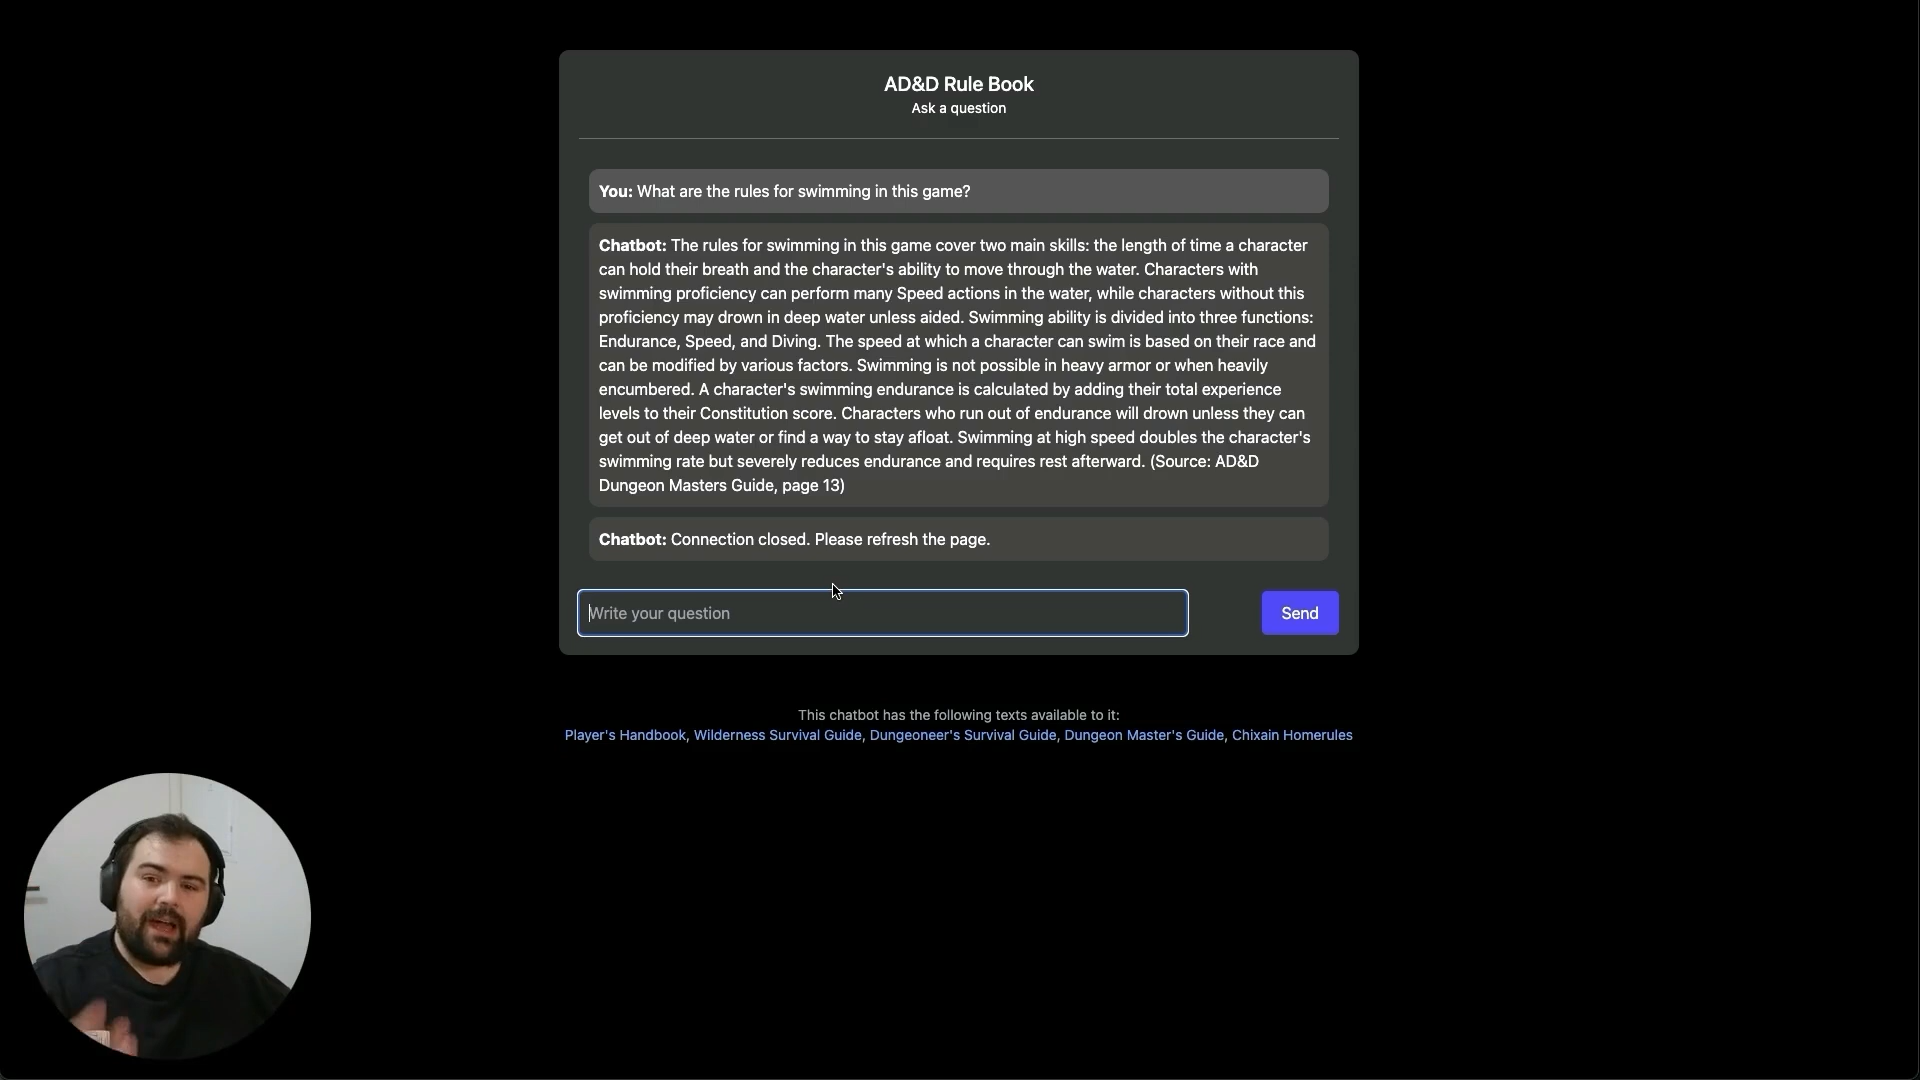 AD&D Rule Book
Ask a question
You: What are the rules for swimming in this game?
Chatbot: The rules for swimming in this game cover two main skills: the length of time a character
can hold their breath and the character's ability to move through the water. Characters with
swimming proficiency can perform many Speed actions in the water, while characters without this
proficiency may drown in deep water unless aided. Swimming ability is divided into three functions:
Endurance, Speed, and Diving. The speed at which a character can swim is based on their race and
can be modified by various factors. Swimming is not possible in heavy armor or when heavily
encumbered. A character's swimming endurance is calculated by adding their total experience
levels to their Constitution score. Characters who run out of endurance will drown unless they can
get out of deep water or find a way to stay afloat. Swimming at high speed doubles the character's
swimming rate but severely reduces endurance and requires rest afterward. (Source: AD&D
Dungeon Masters Guide, page 13)
Chatbot: Connection closed. Please refresh the page.
Write your question
Send
This chatbot has the following texts available to it:
Player's Handbook, Wilderness Survival Guide, Dungeoneer's Survival Guide, Dungeon Master's Guide, Chixain Homerules